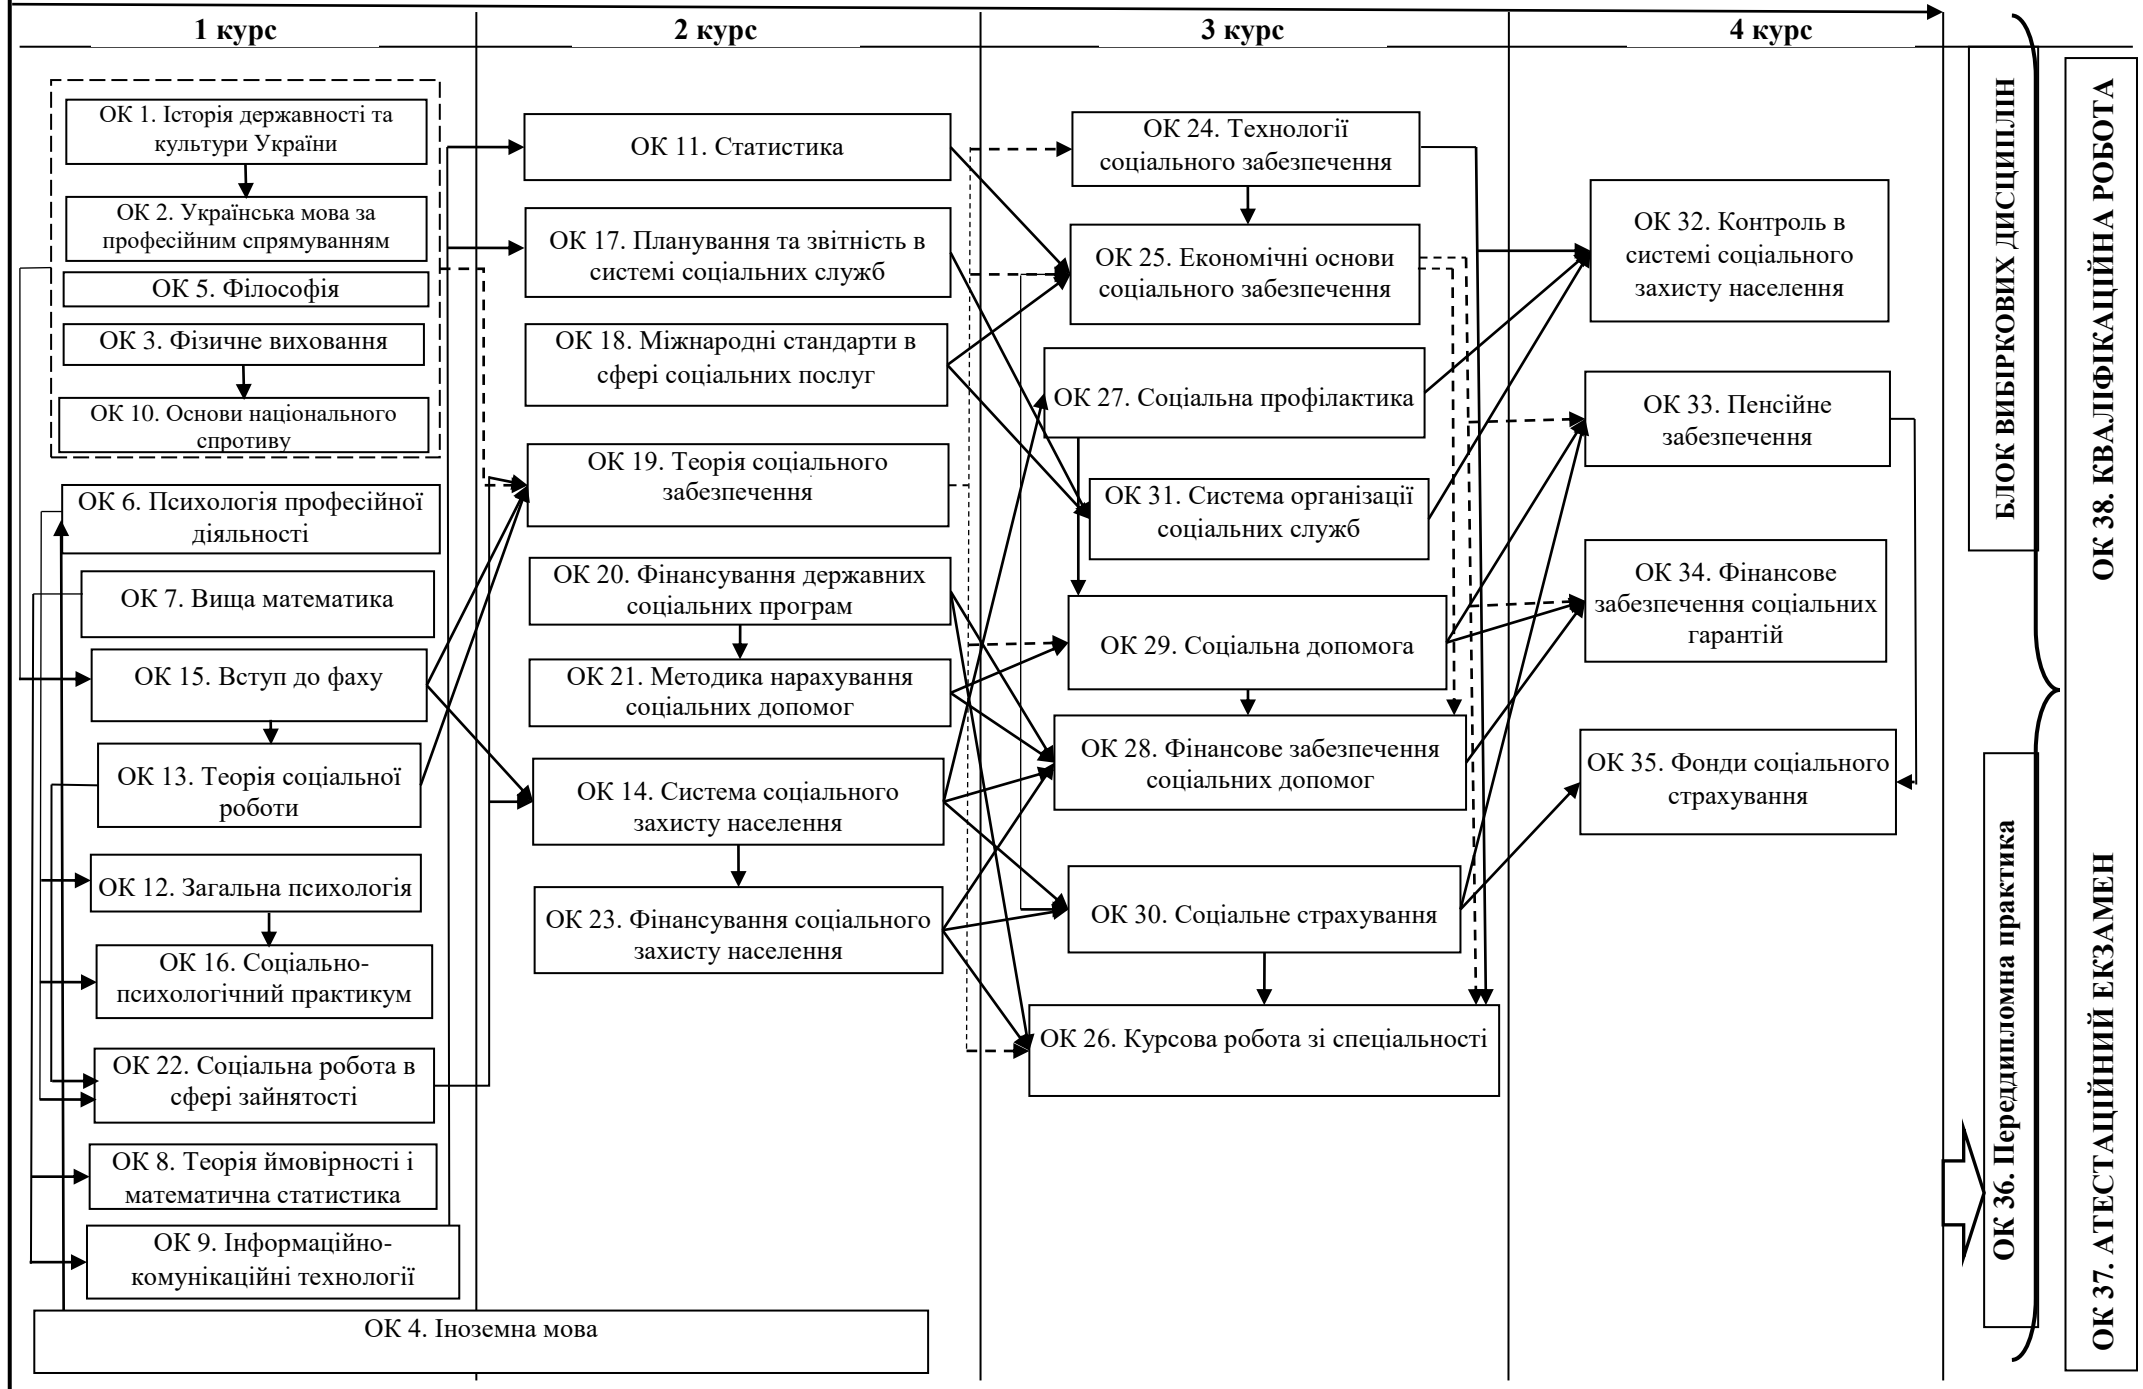 1 курс
2 курс
3 курс
4 курс
ОК 1. Історія державності та
культури України
ОК 2. Українська мова за
професійним спрямуванням
ОК 5. Філософія
ОК 3. Фізичне виховання
ОК 10. Основи національного
спротиву
ОК 6. Психологія професійної
діяльності
ОК 7. Вища математика
ОК 15. Вступ до фаху
ОК 13. Теорія соціальної
роботи
ОК 12. Загальна психологія
ОК 16. Соціально-
психологічний практикум
ОК 22. Соціальна робота в
сфері зайнятості
ОК 8. Теорія ймовірності і
математична статистика
ОК 9. Інформаційно-
комунікаційні технології
ОК 4. Іноземна мова
ОК 11. Статистика
ОК 17. Планування та звітність в
системі соціальних служб
ОК 18. Міжнародні стандарти в
сфері соціальних послуг
ОК 19. Теорія соціального
забезпечення
ОК 20. Фінансування державних
соціальних програм
ОК 21. Методика нарахування
соціальних допомог
ОК 14. Система соціального
захисту населення
ОК 23. Фінансування соціального
захисту населення
ОК 24. Технології
соціального забезпечення
ОК 25. Економічні основи
соціального забезпечення
ОК 27. Соціальна профілактика
ОК 31. Система організації
соціальних служб
ОК 29. Соціальна допомога
ОК 28. Фінансове забезпечення
соціальних допомог
ОК 30. Соціальне страхування
ОК 26. Курсова робота зі спеціальності
ОК 32. Контроль в
системі соціального
захисту населення
ОК 33. Пенсійне
забезпечення
ОК 34. Фінансове
забезпечення соціальних
гарантій
ОК 35. Фонди соціального
страхування
БЛОК ВИБІРКОВИХ ДИСЦИПЛІН
ОК 36. Переддипломна практика
ОК 38. КВАЛІФІКАЦІЙНА РОБОТА
ОК 37. АТЕСТАЦІЙНИЙ ЕКЗАМЕН